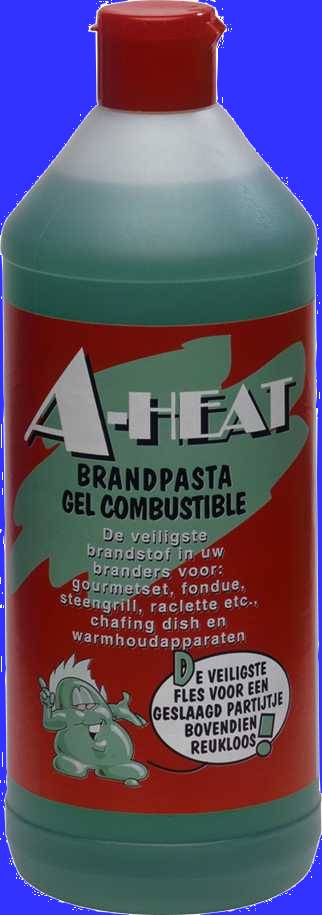 A-HEAT
BRANDPASTA
GEL COMBUSTIBLE
De veiligste
brandstof in uw
branders voor:
gourmetset, fondue,
steengrill, raclette etc.,
chafing dish en
warmhoudapparaten
DE VEILIGSTE
FLES VOOR EEN
GESLAAGD PARTIJTJE
BOVENDIEN
REUKLOOS!